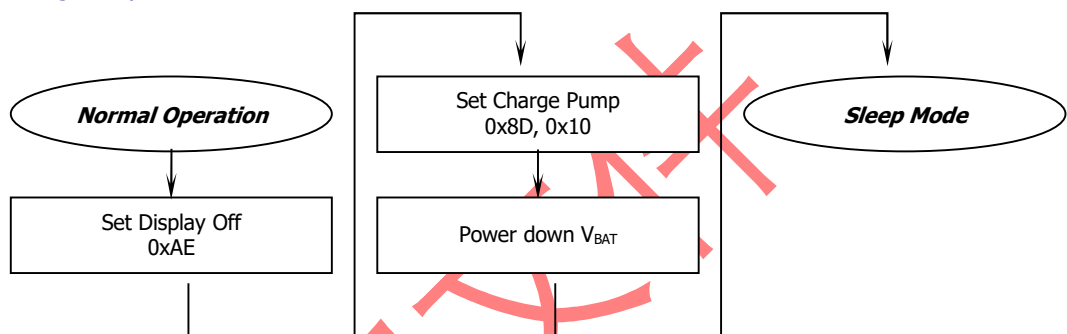 Normal Operation
Set Display Off
0xAE
Set Charge Pump
0x8D, 0x10
Power down VBAT
Sleep Mode